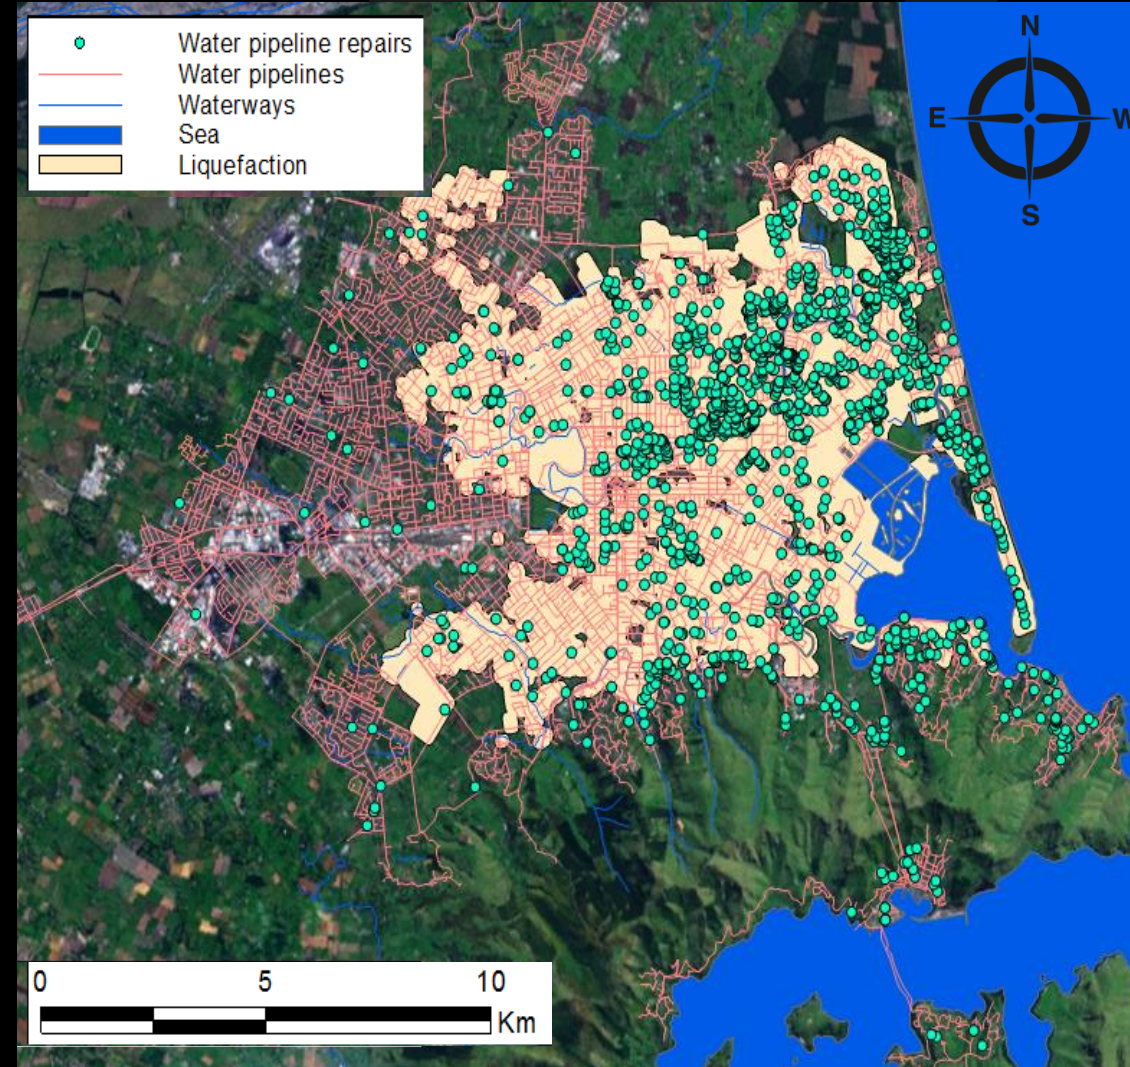 Water pipeline repairs
Water pipelines
Waterways
Sea
Liquefaction
N
E W
S
0 5 10
Km